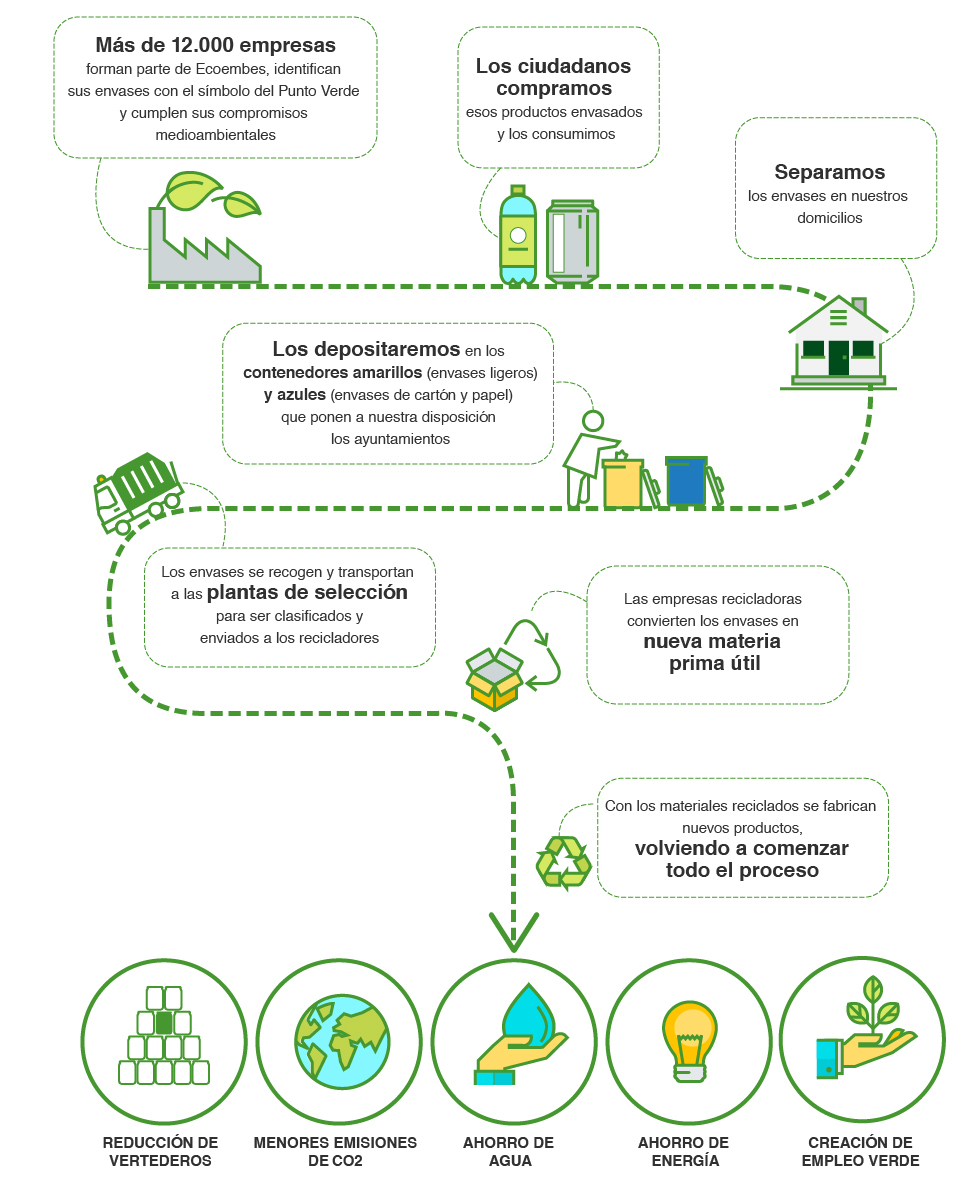 Más de 12.000 empresas
forman parte de Ecoembes, identifican
sus envases con el símbolo del Punto Verde
y cumplen sus compromisos
medioambientales
Los ciudadanos
compramos
esos productos envasados
y los consumimos
Separamos
los envases en nuestros
domicilios
Los depositaremos en los
contenedores amarillos (envases ligeros)
y azules (envases de cartón y papel)
que ponen a nuestra disposición
los ayuntamientos
Los envases se recogen y transportan
a las plantas de selección
para ser clasificados y
enviados a los recicladores
Las empresas recicladoras
convierten los envases en
nueva materia
prima útil
Con los materiales reciclados se fabrican
nuevos productos,
volviendo a comenzar
todo el proceso
REDUCCIÓN DE
VERTEDEROS
MENORES EMISIONES
DE CO2
AHORRO DE
AGUA
AHORRO DE
ENERGÍA
CREACIÓN DE
EMPLEO VERDE